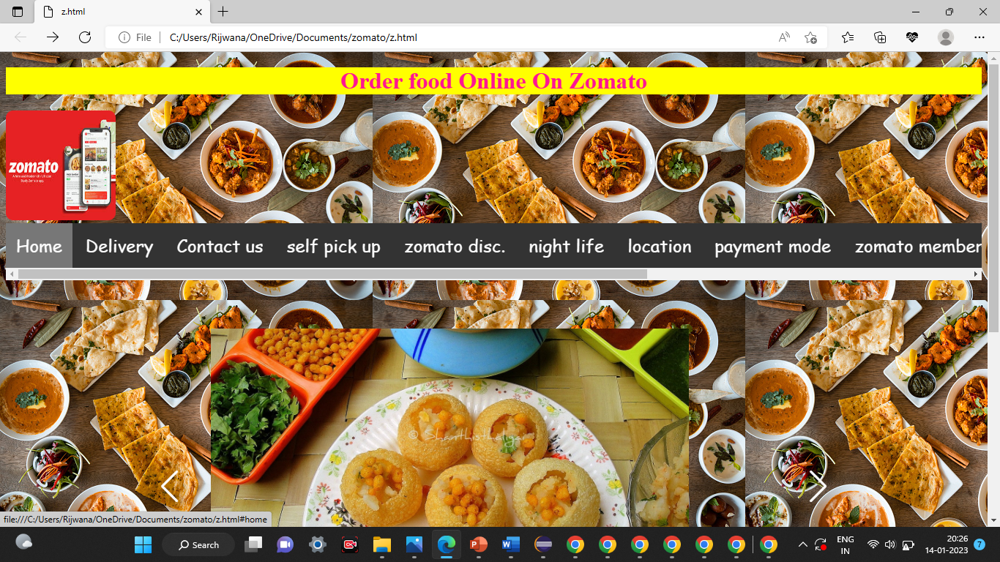 z.html
File
C:/Users/Rijwana/OneDrive/Documents/zomato/z.html
Order food Online On Zomato
zomato
Home Delivery Contact us self pick up zomato disc. night life location payment mode zomato member
file:///C:/Users/Rijwana/OneDrive/Documents/zomato/z.html#home
Search
ENG
IN
20:26
14-01-2023
7